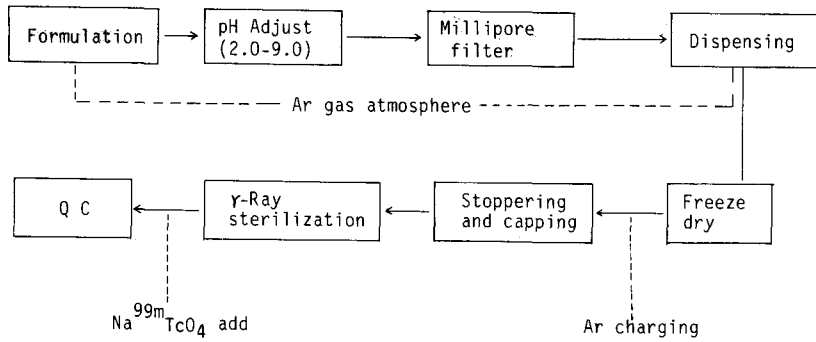 Formulation
pH Adjust
(2.0-9.0)
Millipore
filter
Dispensing
Ar gas atmosphere
Q C
γ-Ray
sterilization
Stoppering
and capping
Freeze
dry
Na99mTcO4 add
Ar charging